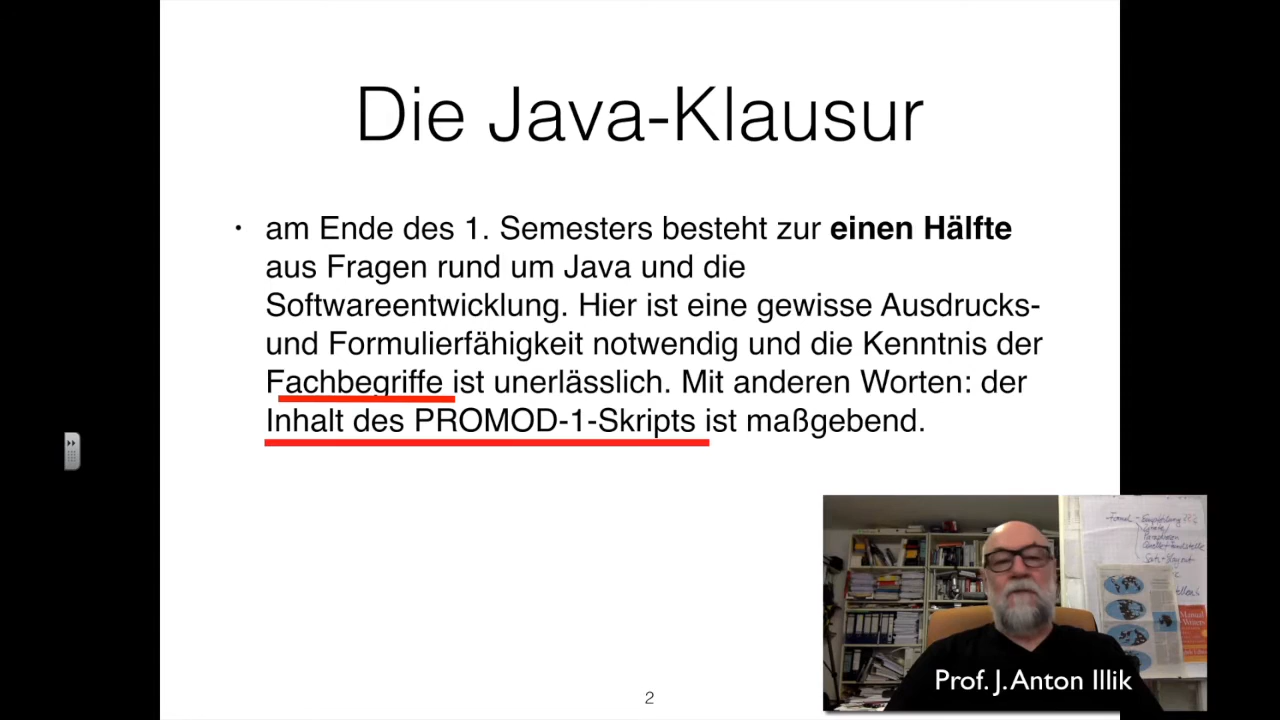 Die Java-Klausur
• am Ende des 1. Semesters besteht zur einen Hälfte
aus Fragen rund um Java und die
Softwareentwicklung. Hier ist eine gewisse Ausdrucks-
und Formulierfähigkeit notwendig und die Kenntnis der
Fachbegriffe ist unerlässlich. Mit anderen Worten: der
Inhalt des PROMOD-1-Skripts ist maßgebend.
Manual
Writers
Prof. J. Anton Illik
2